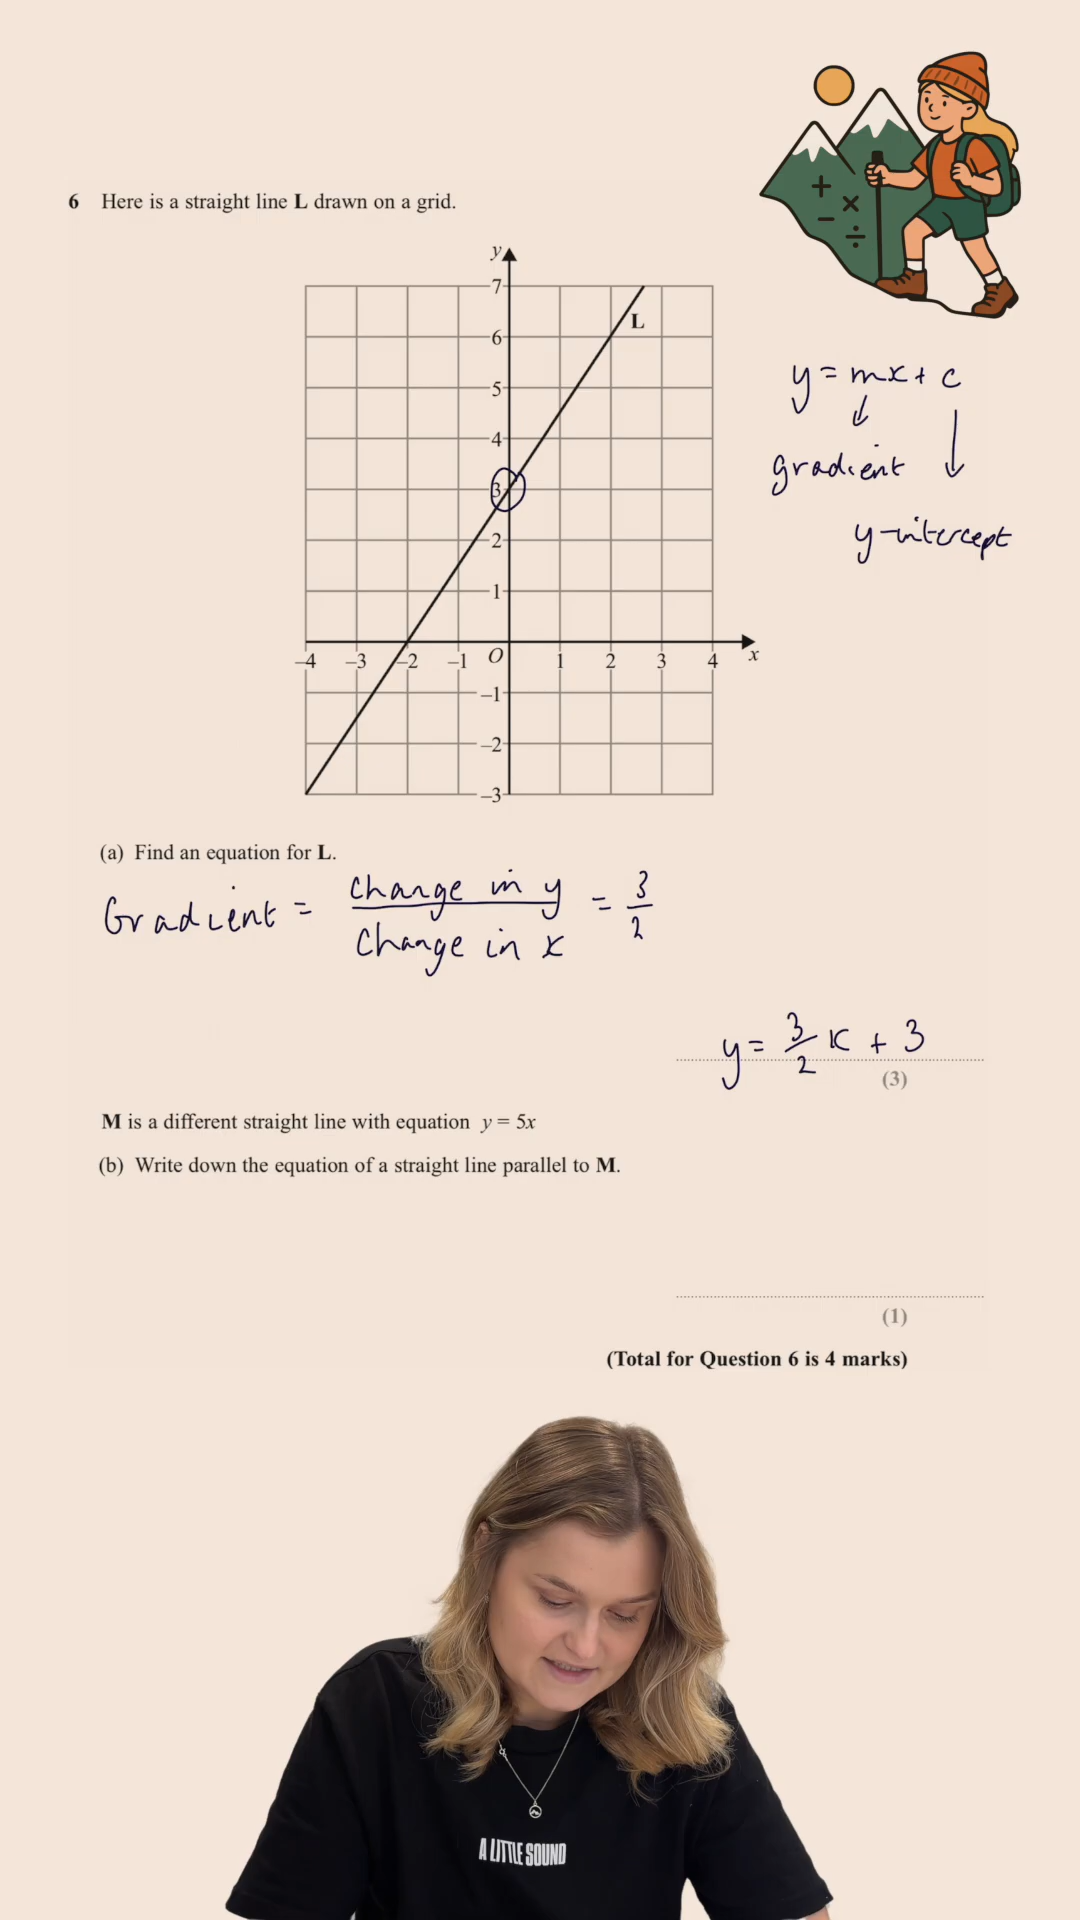 6 Here is a straight line L drawn on a grid.
y
7
L
6
5
4
3
2
1
–4 –3 –2 –1 O 1 2 3 4 x
–1
–2
–3
+ ×
− ÷
y = mx + c
gradient
y-intercept
(a) Find an equation for L.
Gradient = change in y / change in x = 3/2
y = 3/2 x + 3
(3)
M is a different straight line with equation y = 5x
(b) Write down the equation of a straight line parallel to M.
(1)
(Total for Question 6 is 4 marks)
A LITTLE SOUND